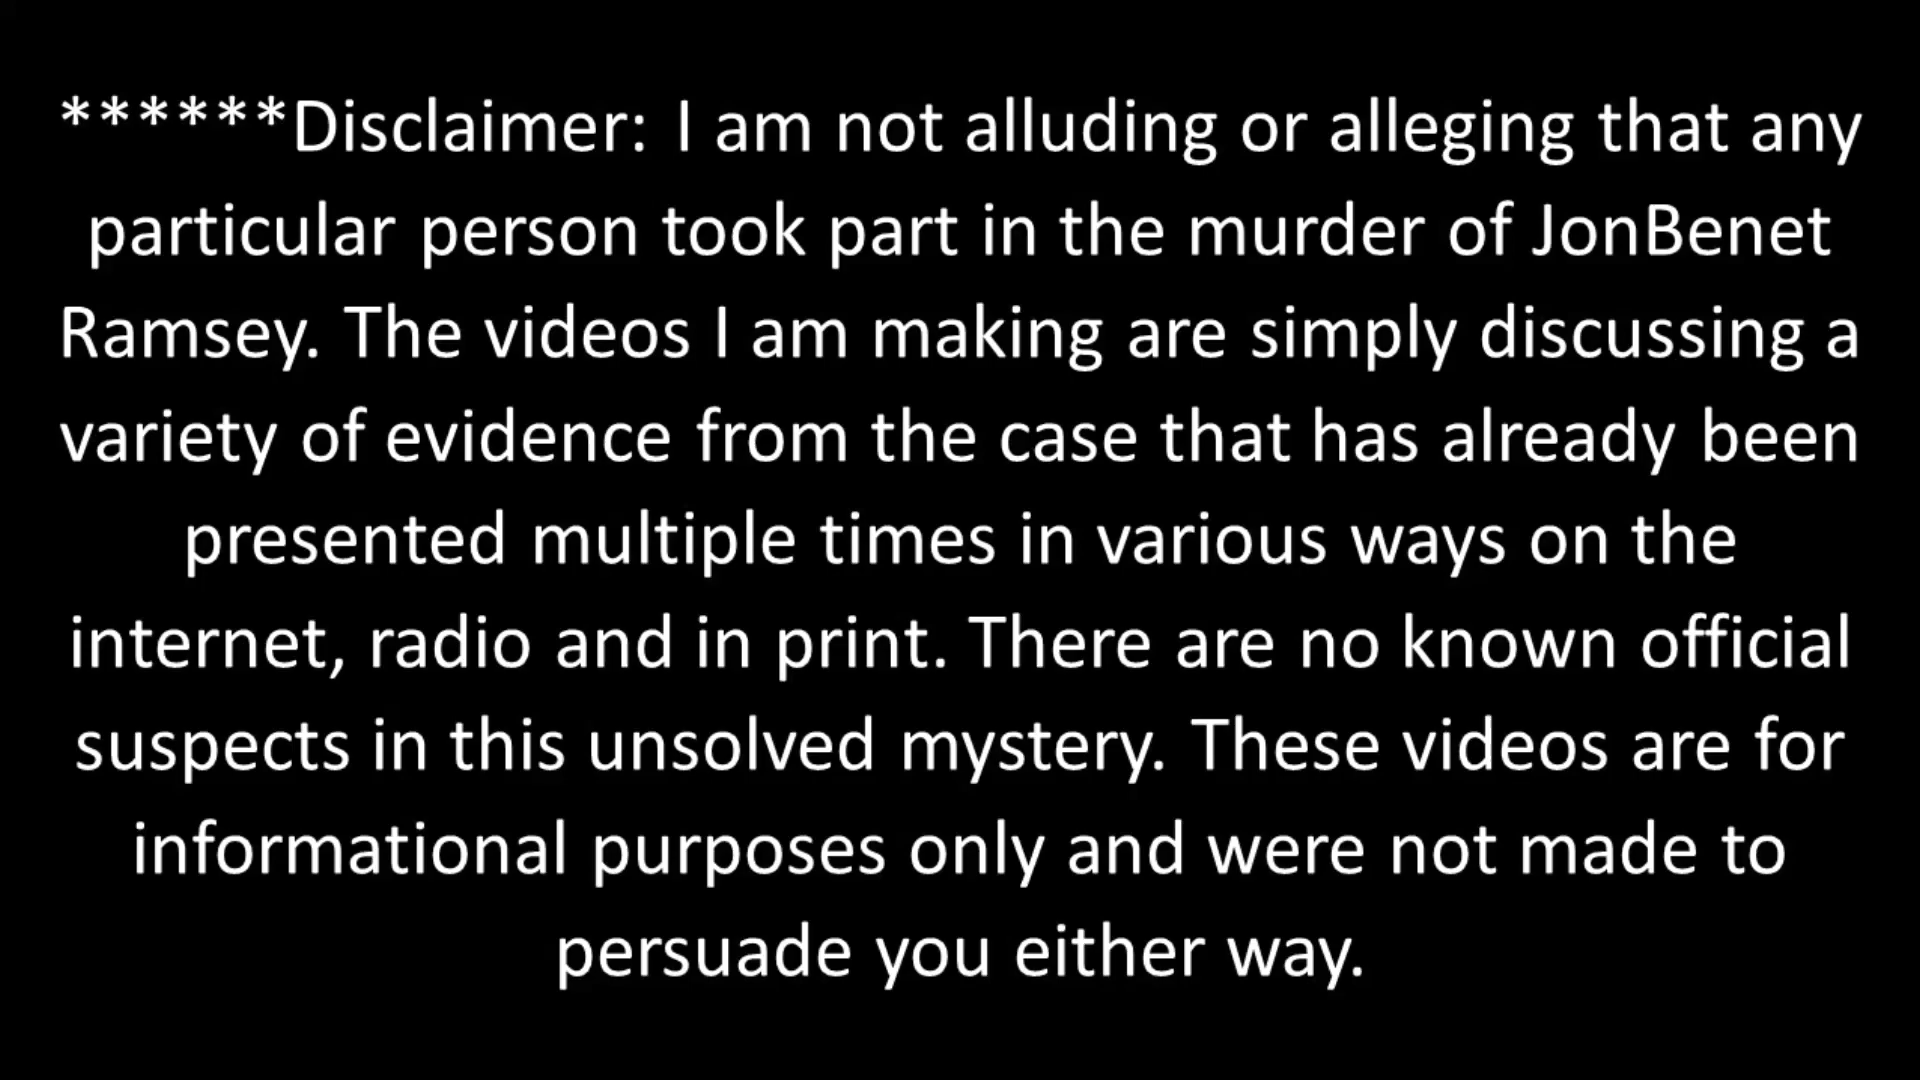 ******Disclaimer: I am not alluding or alleging that any
particular person took part in the murder of JonBenet
Ramsey. The videos I am making are simply discussing a
variety of evidence from the case that has already been
presented multiple times in various ways on the
internet, radio and in print. There are no known official
suspects in this unsolved mystery. These videos are for
informational purposes only and were not made to
persuade you either way.